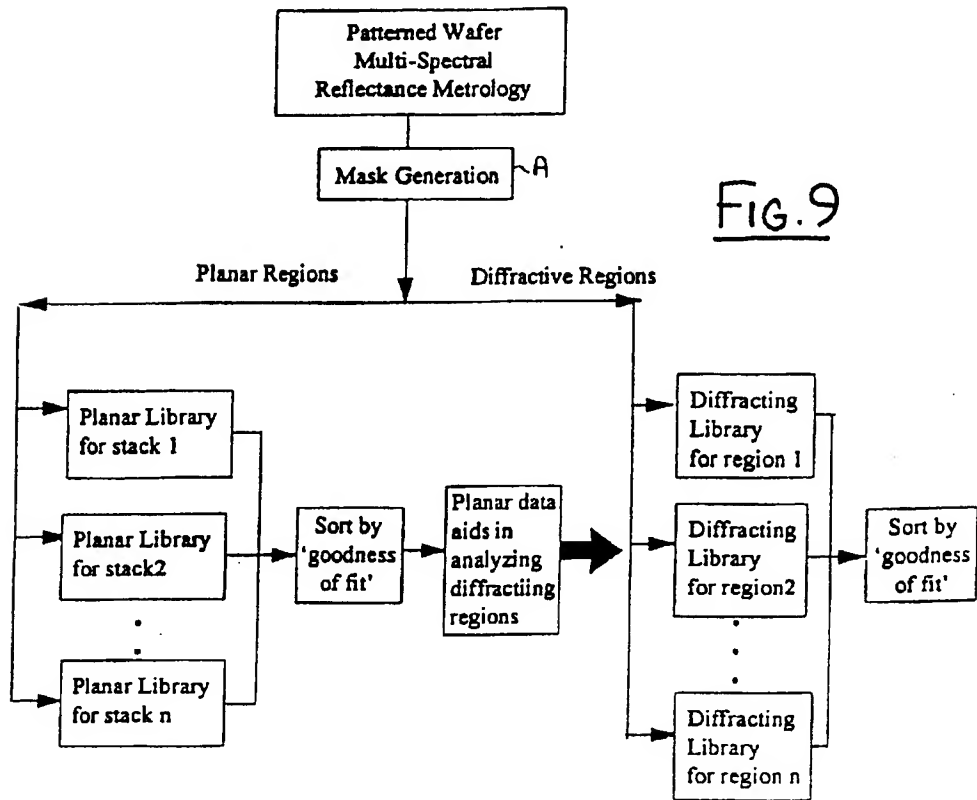 Patterned Wafer
Multi-Spectral
Reflectance Metrology
Mask Generation
A
FIG. 9
Planar Regions
Diffractive Regions
Planar Library
for stack 1
Planar Library
for stack2
Planar Library
for stack n
Sort by
'goodness
of fit'
Planar data
aids in
analyzing
diffractiing
regions
Diffracting
Library
for region 1
Diffracting
Library
for region2
Diffracting
Library
for region n
Sort by
'goodness
of fit'